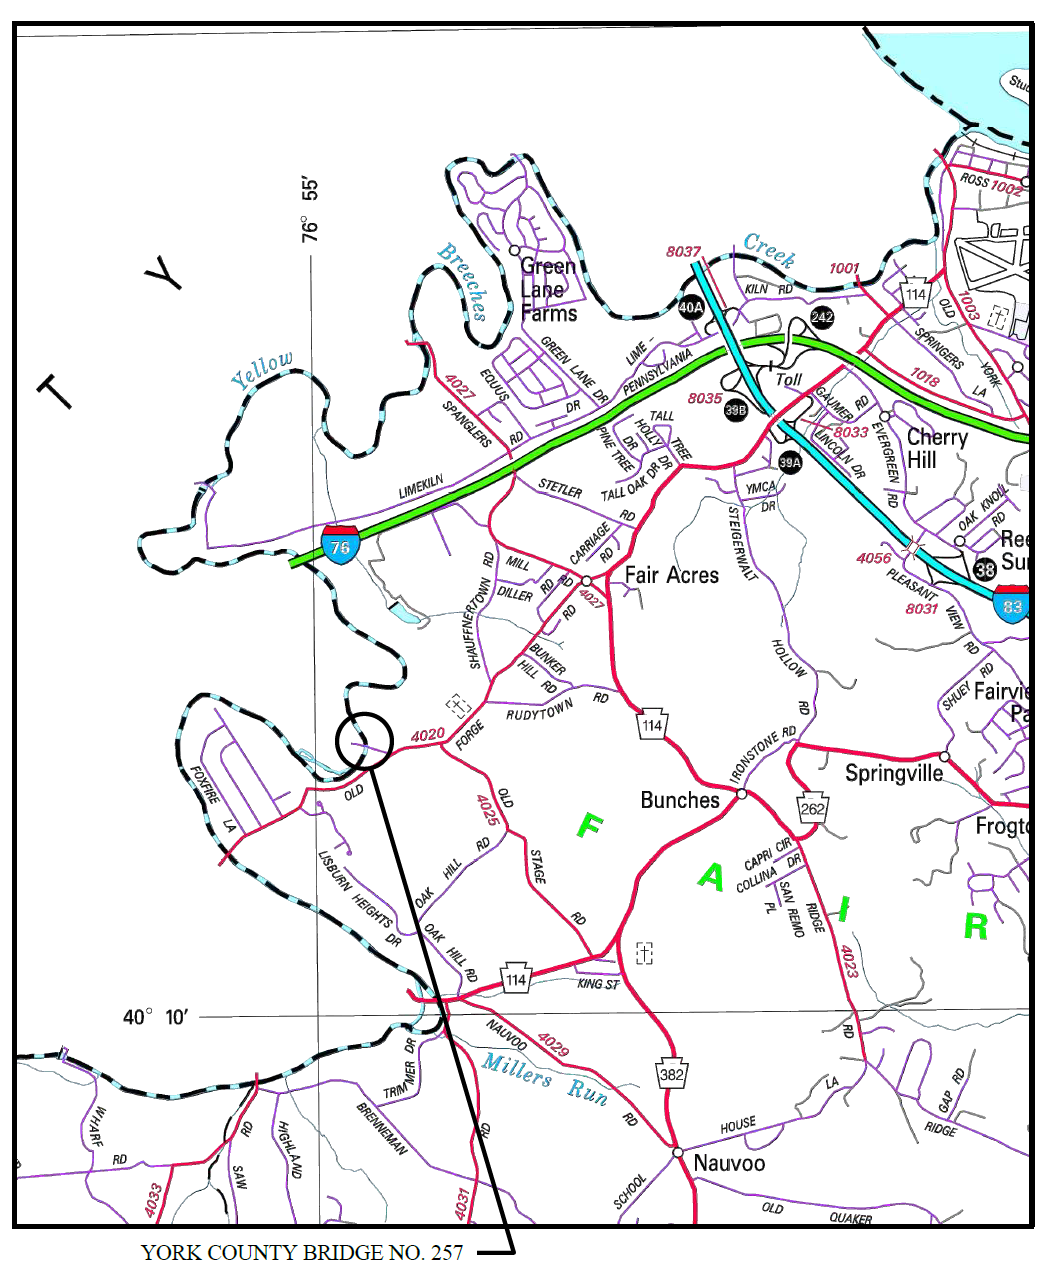 Stud
ROSS 1002
76° 55'
T Y
8037
Creek
Breeches
1001
Green
Lane
Farms
KILN RD
114
1003
OLD
YORK
40A
242
SPRINGERS
LA
Yellow
LIME
PENNSYLVANIA
GREEN LANE DR
EQUUS
DR
1018
Toll
4027
8035
39B
GAUMER RD
SPANGLERS
RD
TALL
HOLLY DR
TREE
PINE TREE
DR
8033
LINCOLN DR
EVERGREEN
RD
Cherry
Hill
39A
LIMEKILN
STETLER
RD
TALL OAK DR
YMCA
DR
OAK KNOLL
RD
76
CARRIAGE
RD
STEIGERWALT
4056
38
Ree
Sun
MILL
RD
Fair Acres
PLEASANT
VIEW
RD
8031
83
DILLER
RD
4027
RD
SHAUFFNERTOWN RD
BUNKER
HILL RD
HOLLOW
RD
SHUEY RD
Fairvie
Pa
RUDYTOWN RD
4020
FORGE
114
IRONSTONE RD
Springville
FOXFIRE
LA
OLD
OLD
4025
STAGE
RD
Bunches
262
Frogto
F
A
I
R
CAPRI CIR
COLLINA DR
PL
SAN REMO
RIDGE
4023
RD
LISBURN HEIGHTS
DR
OAK HILL RD
OAK HILL RD
114
KING ST
40° 10'
NAUVOO
4029
RD
Millers Run
382
TRIMMER DR
BRENNEMAN
RD
WHARF
RD
HIGHLAND
RD
SAW
4033
4031
HOUSE
LA
GAP RD
RIDGE
Nauvoo
SCHOOL
OLD
QUAKER
YORK COUNTY BRIDGE NO. 257